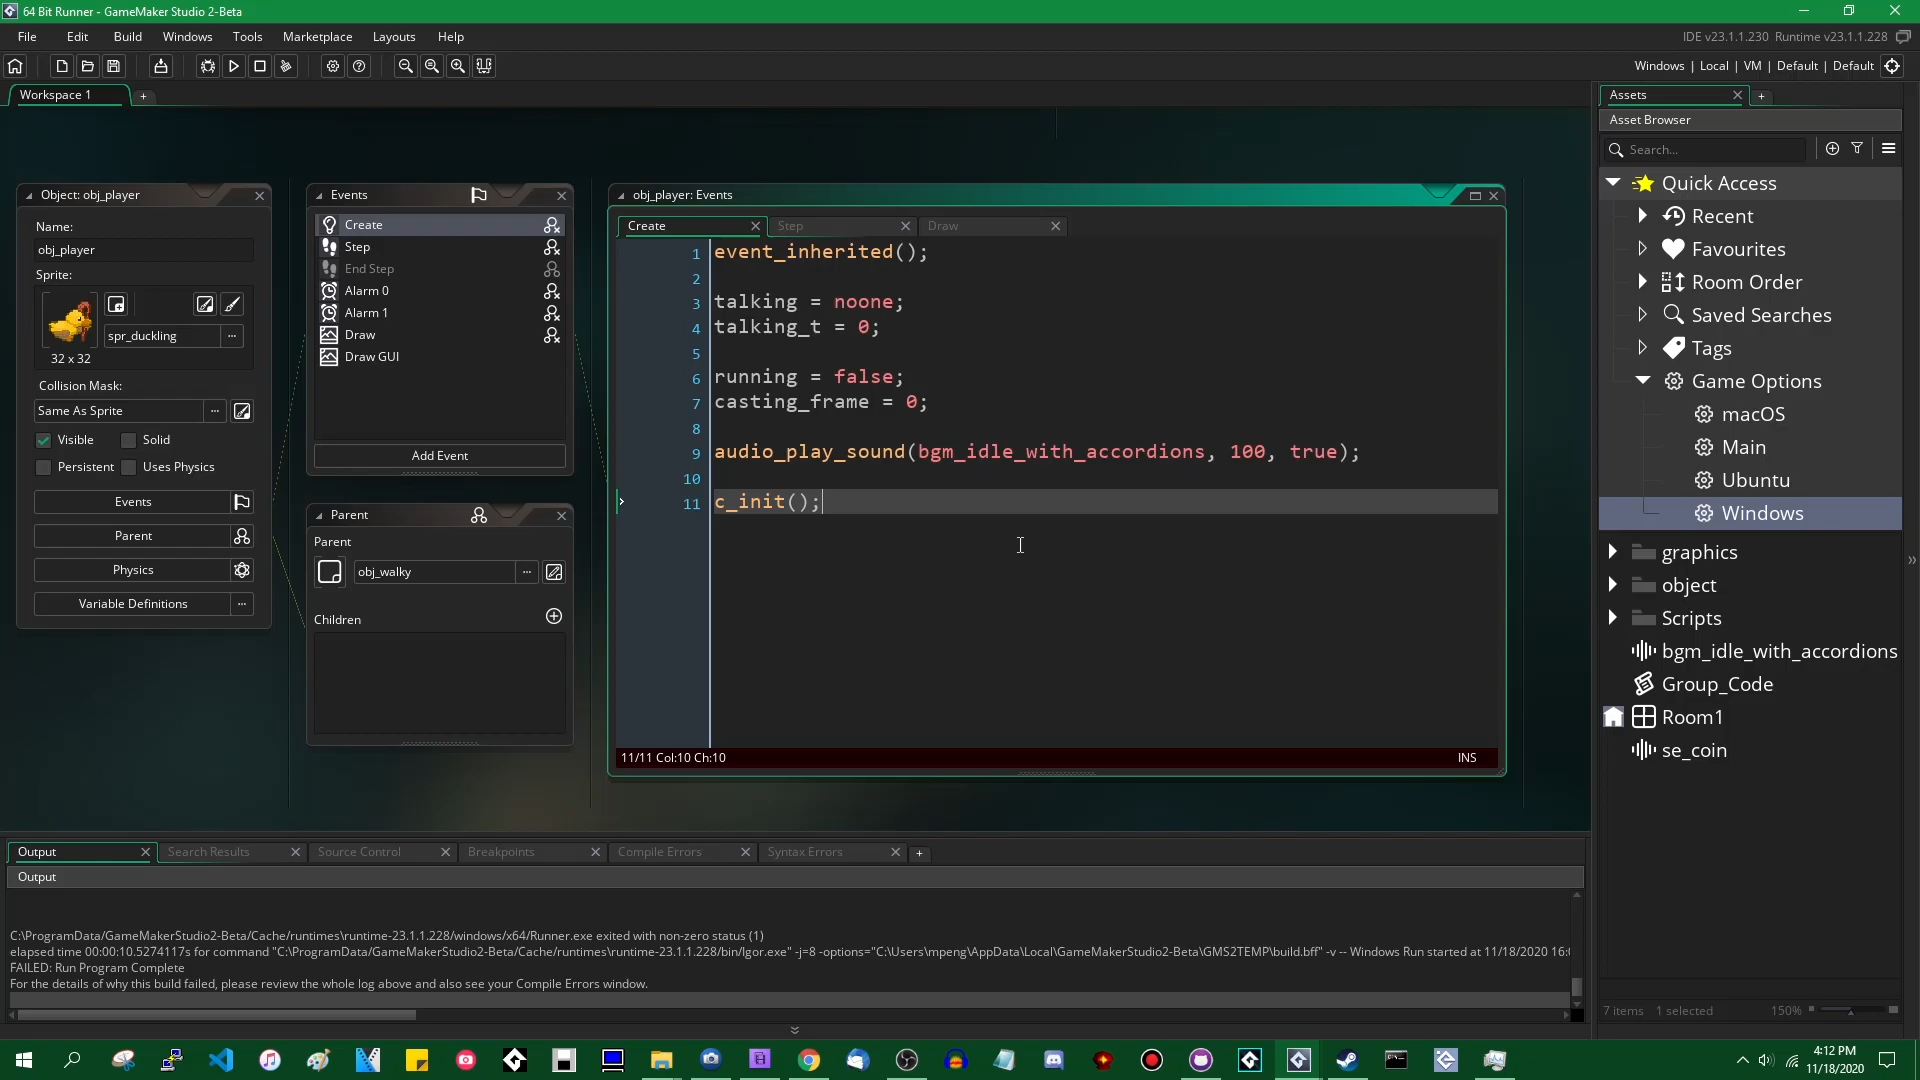 64 Bit Runner - GameMaker Studio 2-Beta
File Edit Build Windows Tools Marketplace Layouts Help
IDE v23.1.1.230 Runtime v23.1.1.228
Windows | Local | VM | Default | Default
Workspace 1
Object: obj_player
Name:
obj_player
Sprite:
spr_duckling
32 x 32
Collision Mask:
Same As Sprite
Visible Solid
Persistent Uses Physics
Events
Parent
Physics
Variable Definitions
Events
Create
Step
End Step
Alarm 0
Alarm 1
Draw
Draw GUI
Add Event
Parent
Parent
obj_walky
Children
obj_player: Events
Create Step Draw
1 event_inherited();
2
3 talking = noone;
4 talking_t = 0;
5
6 running = false;
7 casting_frame = 0;
8
9 audio_play_sound(bgm_idle_with_accordions, 100, true);
10
11 c_init();
11/11 Col:10 Ch:10 INS
Assets
Asset Browser
Search...
Quick Access
Recent
Favourites
Room Order
Saved Searches
Tags
Game Options
macOS
Main
Ubuntu
Windows
graphics
object
Scripts
bgm_idle_with_accordions
Group_Code
Room1
se_coin
7 items 1 selected 150%
Output Search Results Source Control Breakpoints Compile Errors Syntax Errors
Output
C:\ProgramData/GameMakerStudio2-Beta/Cache/runtimes\runtime-23.1.1.228/windows/x64/Runner.exe exited with non-zero status (1)
elapsed time 00:00:10.5274117s for command "C:\ProgramData/GameMakerStudio2-Beta/Cache/runtimes\runtime-23.1.1.228/bin/Igor.exe" -j=8 -options="C:\Users\mpeng\AppData\Local\GameMakerStudio2-Beta\GMS2TEMP\build.bff" -v -- Windows Run started at 11/18/2020 16:
FAILED: Run Program Complete
For the details of why this build failed, please review the whole log above and also see your Compile Errors window.
4:12 PM
11/18/2020